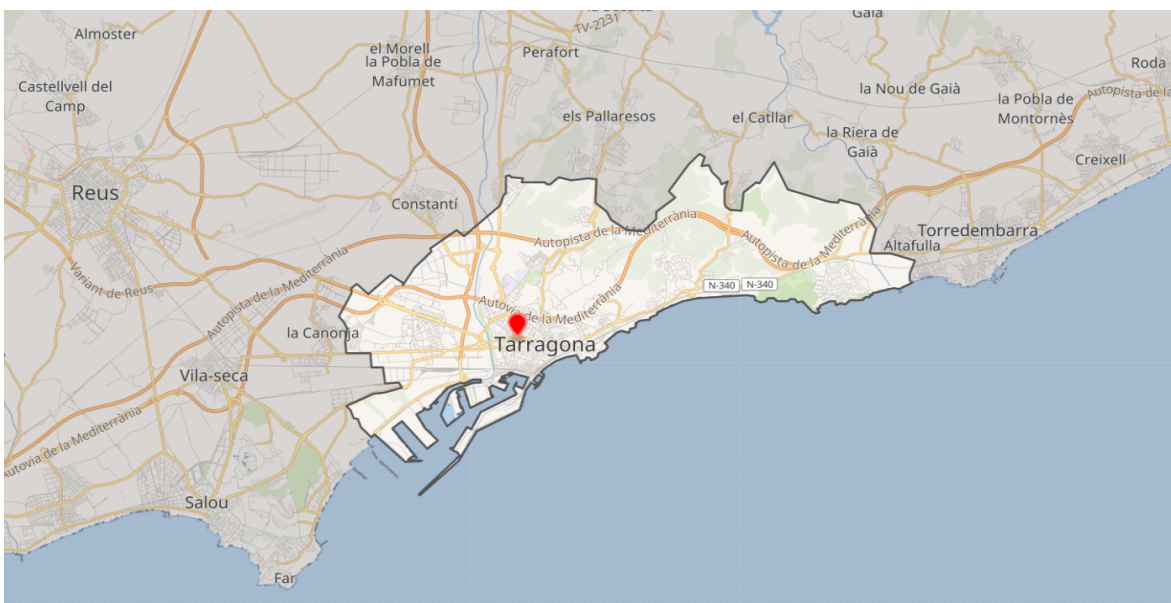 la Secuita
Gaià
Almoster
TV-2231
el Morell
la Pobla de
Mafumet
Perafort
Roda
Castellvell del
Camp
la Nou de Gaià
la Pobla de
Montornès
Autopista de la
els Pallaresos
el Catllar
la Riera de
Gaià
Creixell
Reus
Constantí
Autopista de la Mediterrània
Torredembarra
Altafulla
Autopista de la Mediterrània
Variant de Reus
Autopista de la Mediterrània
N-340
N-340
Autovia de la Mediterrània
la Canonja
Tarragona
Vila-seca
Autovia de la Mediterrània
Salou
Far